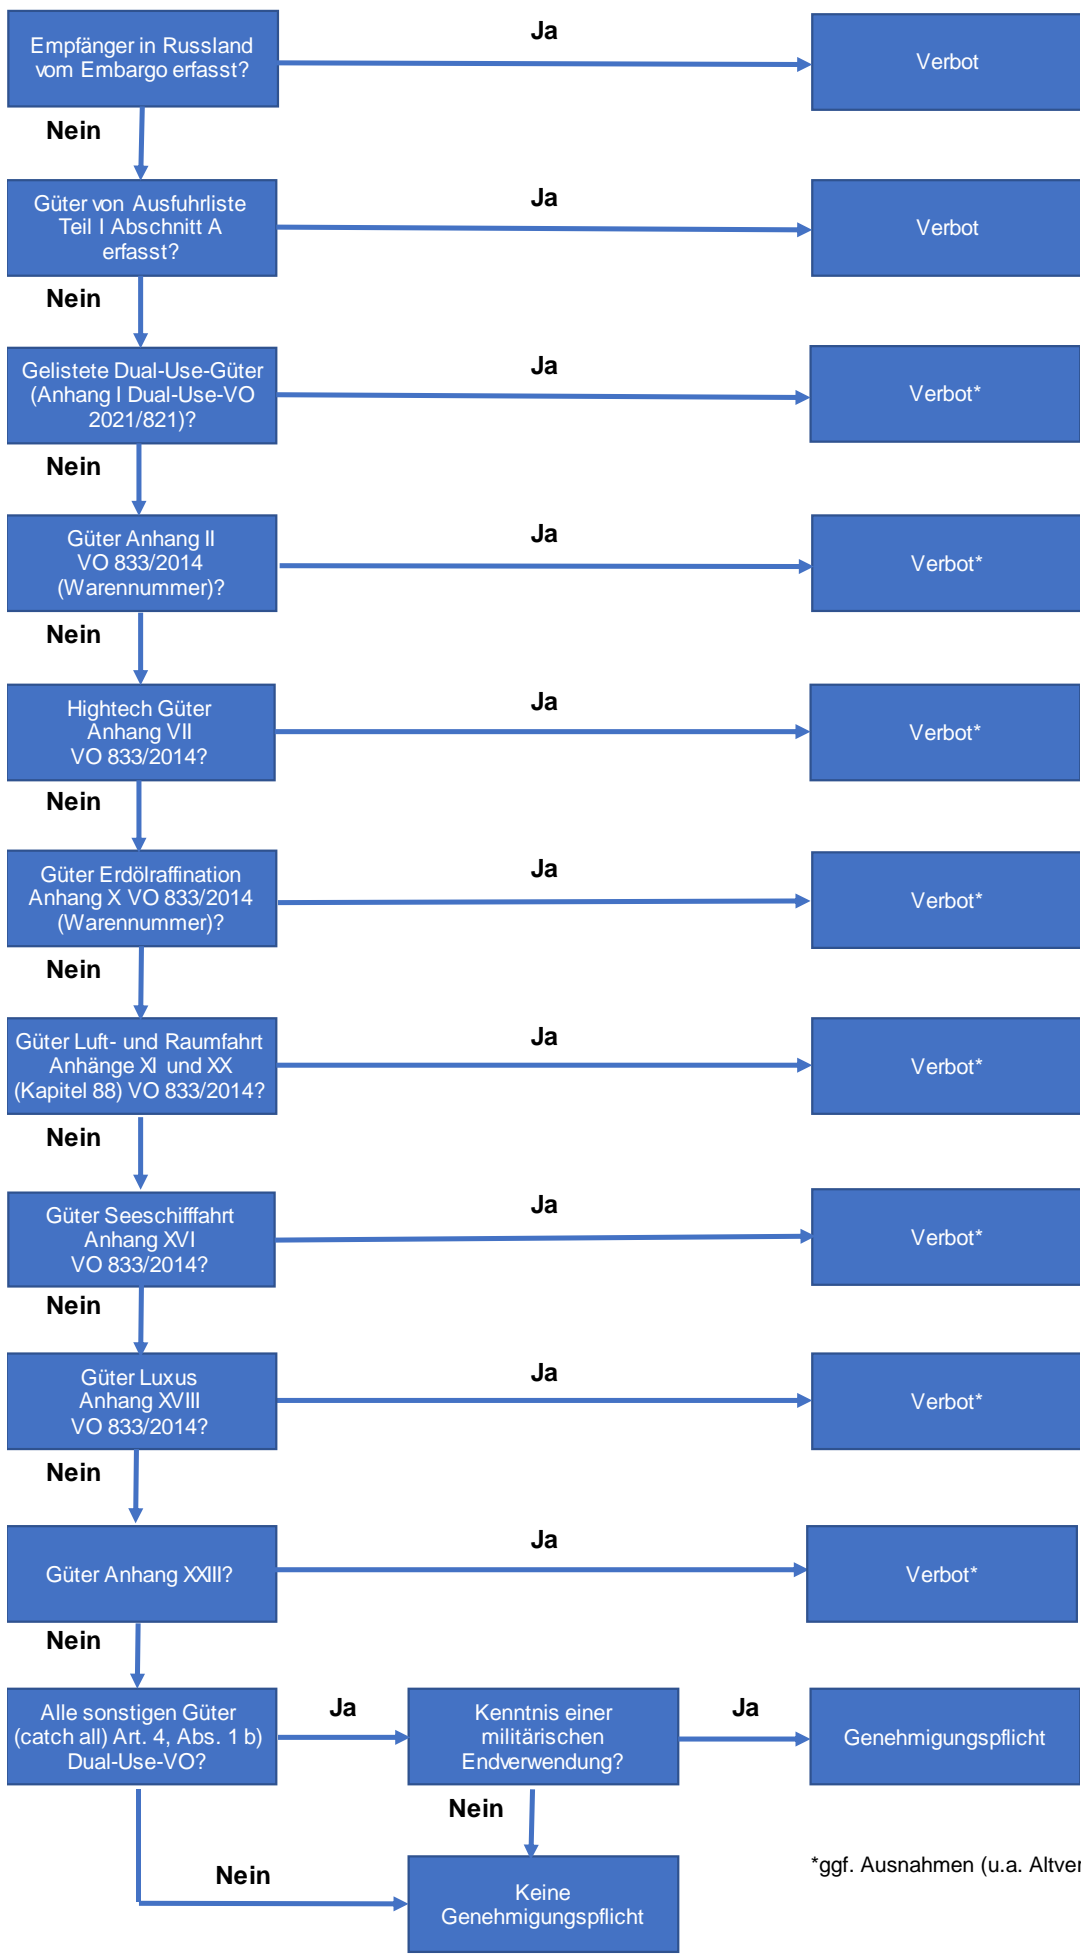 Ja
Empfänger in Russland
vom Embargo erfasst?
Verbot
Nein
Ja
Güter von Ausfuhrliste
Teil I Abschnitt A
erfasst?
Verbot
Nein
Ja
Gelistete Dual-Use-Güter
(Anhang I Dual-Use-VO
2021/821)?
Verbot*
Nein
Ja
Güter Anhang II
VO 833/2014
(Warennummer)?
Verbot*
Nein
Ja
Hightech Güter
Anhang VII
VO 833/2014?
Verbot*
Nein
Ja
Güter Erdölraffination
Anhang X VO 833/2014
(Warennummer)?
Verbot*
Nein
Ja
Güter Luft- und Raumfahrt
Anhänge XI und XX
(Kapitel 88) VO 833/2014?
Verbot*
Nein
Ja
Güter Seeschifffahrt
Anhang XVI
VO 833/2014?
Verbot*
Nein
Ja
Güter Luxus
Anhang XVIII
VO 833/2014?
Verbot*
Nein
Ja
Güter Anhang XXIII?
Verbot*
Nein
Alle sonstigen Güter
(catch all) Art. 4, Abs. 1 b)
Dual-Use-VO?
Ja
Kenntnis einer
militärischen
Endverwendung?
Ja
Genehmigungspflicht
Nein
Nein
Keine
Genehmigungspflicht
*ggf. Ausnahmen (u.a.